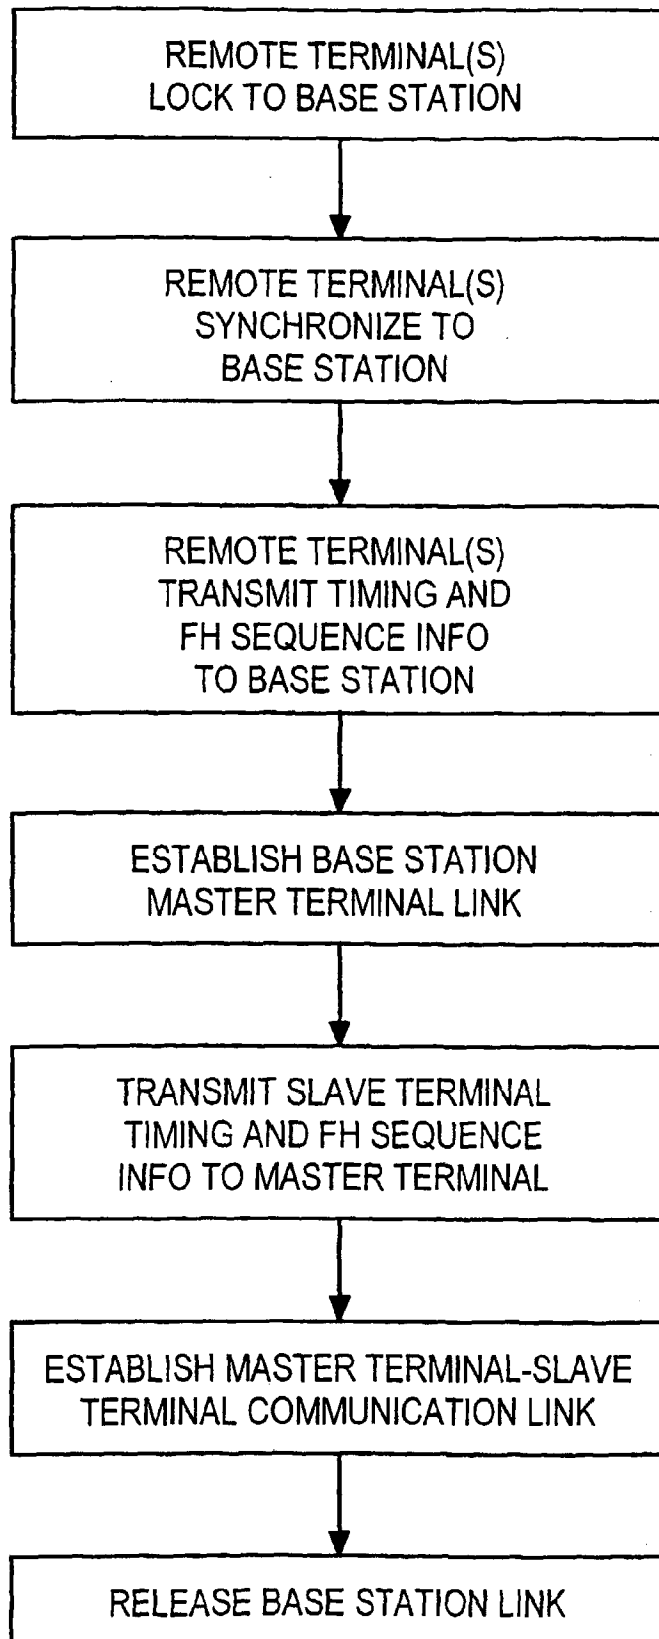 REMOTE TERMINAL(S)
LOCK TO BASE STATION
REMOTE TERMINAL(S)
SYNCHRONIZE TO
BASE STATION
REMOTE TERMINAL(S)
TRANSMIT TIMING AND
FH SEQUENCE INFO
TO BASE STATION
ESTABLISH BASE STATION
MASTER TERMINAL LINK
TRANSMIT SLAVE TERMINAL
TIMING AND FH SEQUENCE
INFO TO MASTER TERMINAL
ESTABLISH MASTER TERMINAL-SLAVE
TERMINAL COMMUNICATION LINK
RELEASE BASE STATION LINK